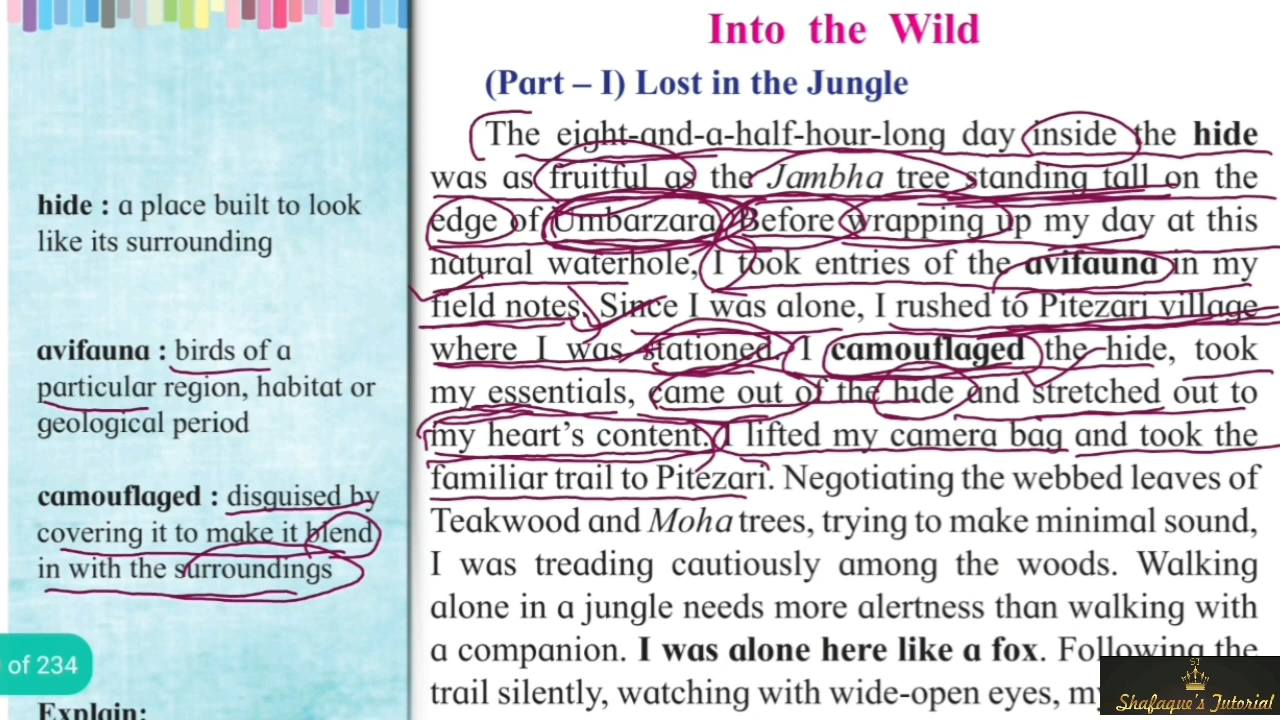 Into the Wild
(Part – I) Lost in the Jungle
The eight-and-a-half-hour-long day inside the hide
was as fruitful as the Jambha tree standing tall on the
edge of Umbarzara. Before wrapping up my day at this
natural waterhole, I took entries of the avifauna in my
field notes. Since I was alone, I rushed to Pitezari village
where I was stationed. I camouflaged the hide, took
my essentials, came out of the hide and stretched out to
my heart's content. I lifted my camera bag and took the
familiar trail to Pitezari. Negotiating the webbed leaves of
Teakwood and Moha trees, trying to make minimal sound,
I was treading cautiously among the woods. Walking
alone in a jungle needs more alertness than walking with
a companion. I was alone here like a fox. Following the
trail silently, watching with wide-open eyes,
hide : a place built to look
like its surrounding
avifauna : birds of a
particular region, habitat or
geological period
camouflaged : disguised by
covering it to make it blend
in with the surroundings
of 234
Explain:
ST
Shafaque's Tutorial